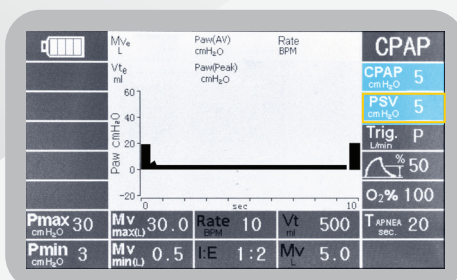 MVe L
Paw(AV) cmH₂O
Rate BPM
CPAP
Vte ml
Paw(Peak) cmH₂O
CPAP cmH₂O 5
PSV cmH₂O 5
Trig. L/min P
% 50
O₂% 100
Paw cmH₂O
60
40
20
0
-20
0 sec 10
Pmax cmH₂O 30
Mv max(L) 30.0
Rate BPM 10
Vt ml 500
TAPNEA sec. 20
Pmin cmH₂O 3
Mv min(L) 0.5
I:E 1:2
Mv L 5.0